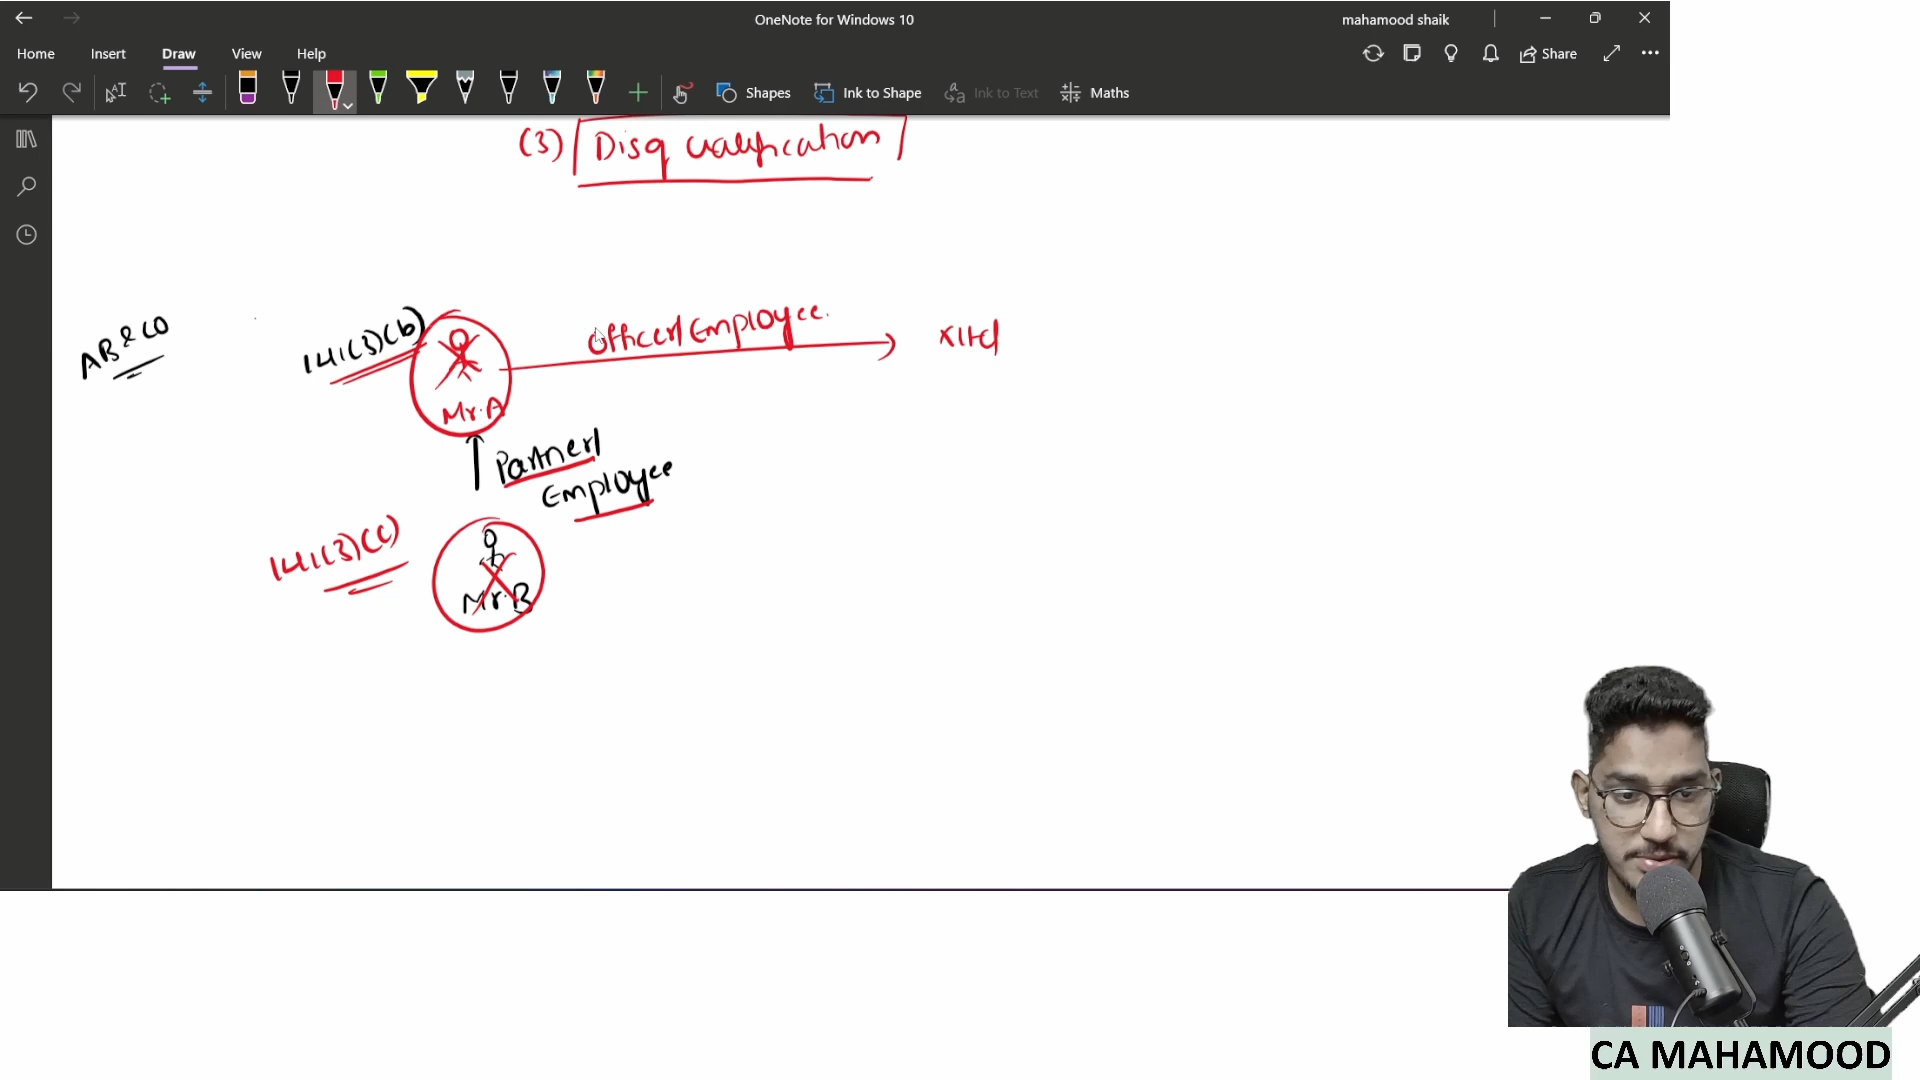 OneNote for Windows 10
mahamood shaik
Home Insert Draw View Help
Share
Shapes
Ink to Shape
Ink to Text
Maths
(3) Disqualification
AB & CO
141(3)(b)
Mr. A
Officer/Employee.
X ltd
Partner/
Employee
141(3)(c)
Mr. B
CA MAHAMOOD